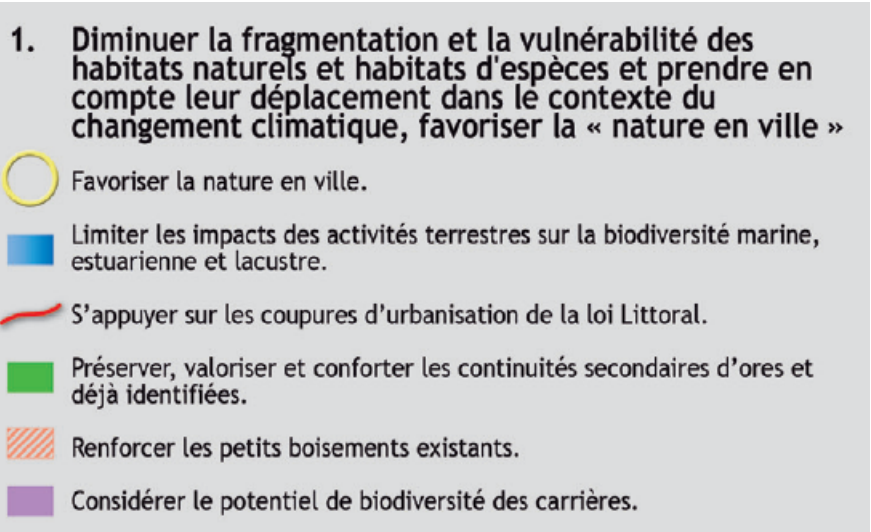 1. Diminuer la fragmentation et la vulnérabilité des
habitats naturels et habitats d'espèces et prendre en
compte leur déplacement dans le contexte du
changement climatique, favoriser la « nature en ville »
Favoriser la nature en ville.
Limiter les impacts des activités terrestres sur la biodiversité marine,
estuarienne et lacustre.
S’appuyer sur les coupures d’urbanisation de la loi Littoral.
Préserver, valoriser et conforter les continuités secondaires d’ores et
déjà identifiées.
Renforcer les petits boisements existants.
Considérer le potentiel de biodiversité des carrières.